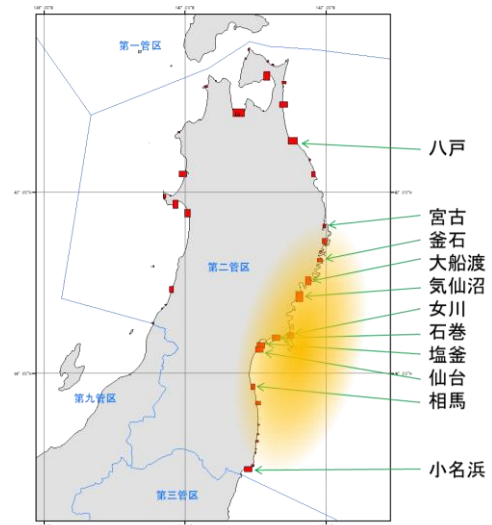 第一管区
八戸
宮古
釜石
第二管区
大船渡
気仙沼
女川
石巻
塩釜
仙台
第九管区
相馬
小名浜
第三管区